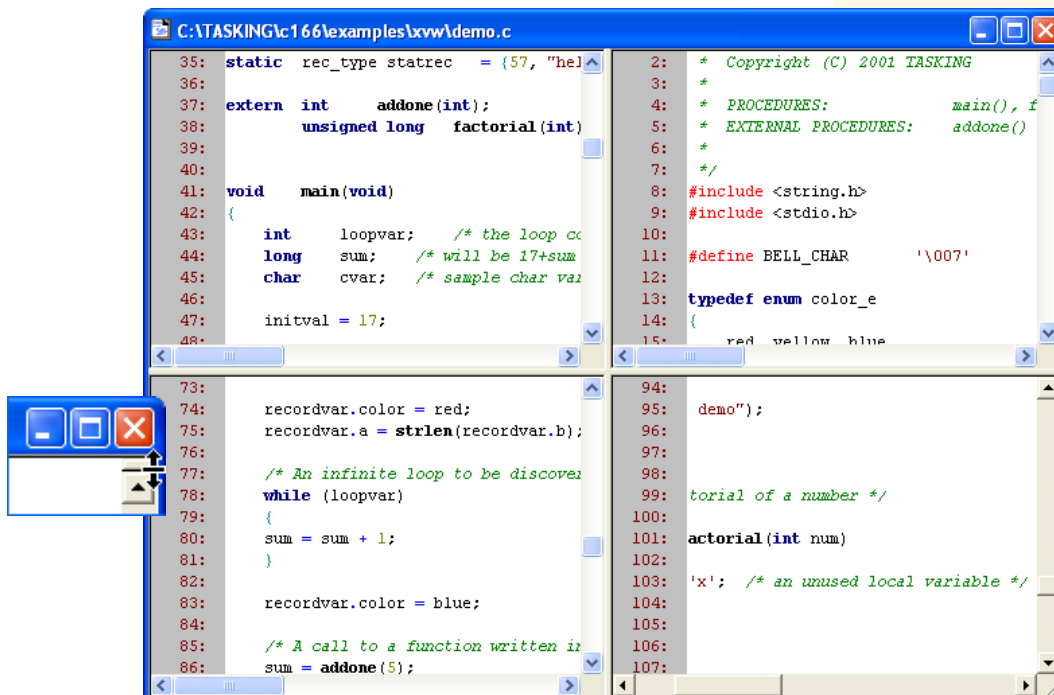 C:\TASKING\c166\examples\xvw\demo.c
35: static rec_type statrec = {57, "hel
36:
37: extern int addone(int);
38: unsigned long factorial(int)
39:
40:
41: void main(void)
42: {
43: int loopvar; /* the loop co
44: long sum; /* will be 17+sum
45: char cvar; /* sample char var
46:
47: initval = 17;
48:
2: * Copyright (C) 2001 TASKING
3: *
4: * PROCEDURES: main(), f
5: * EXTERNAL PROCEDURES: addone()
6: *
7: */
8: #include <string.h>
9: #include <stdio.h>
10:
11: #define BELL_CHAR '\007'
12:
13: typedef enum color_e
14: {
15: red yellow blue
73:
74: recordvar.color = red;
75: recordvar.a = strlen(recordvar.b);
76:
77: /* An infinite loop to be discover
78: while (loopvar)
79: {
80: sum = sum + 1;
81: }
82:
83: recordvar.color = blue;
84:
85: /* A call to a function written in
86: sum = addone(5);
94:
95: demo");
96:
97:
98:
99: torial of a number */
100:
101: actorial(int num)
102:
103: 'x'; /* an unused local variable */
104:
105:
106:
107: